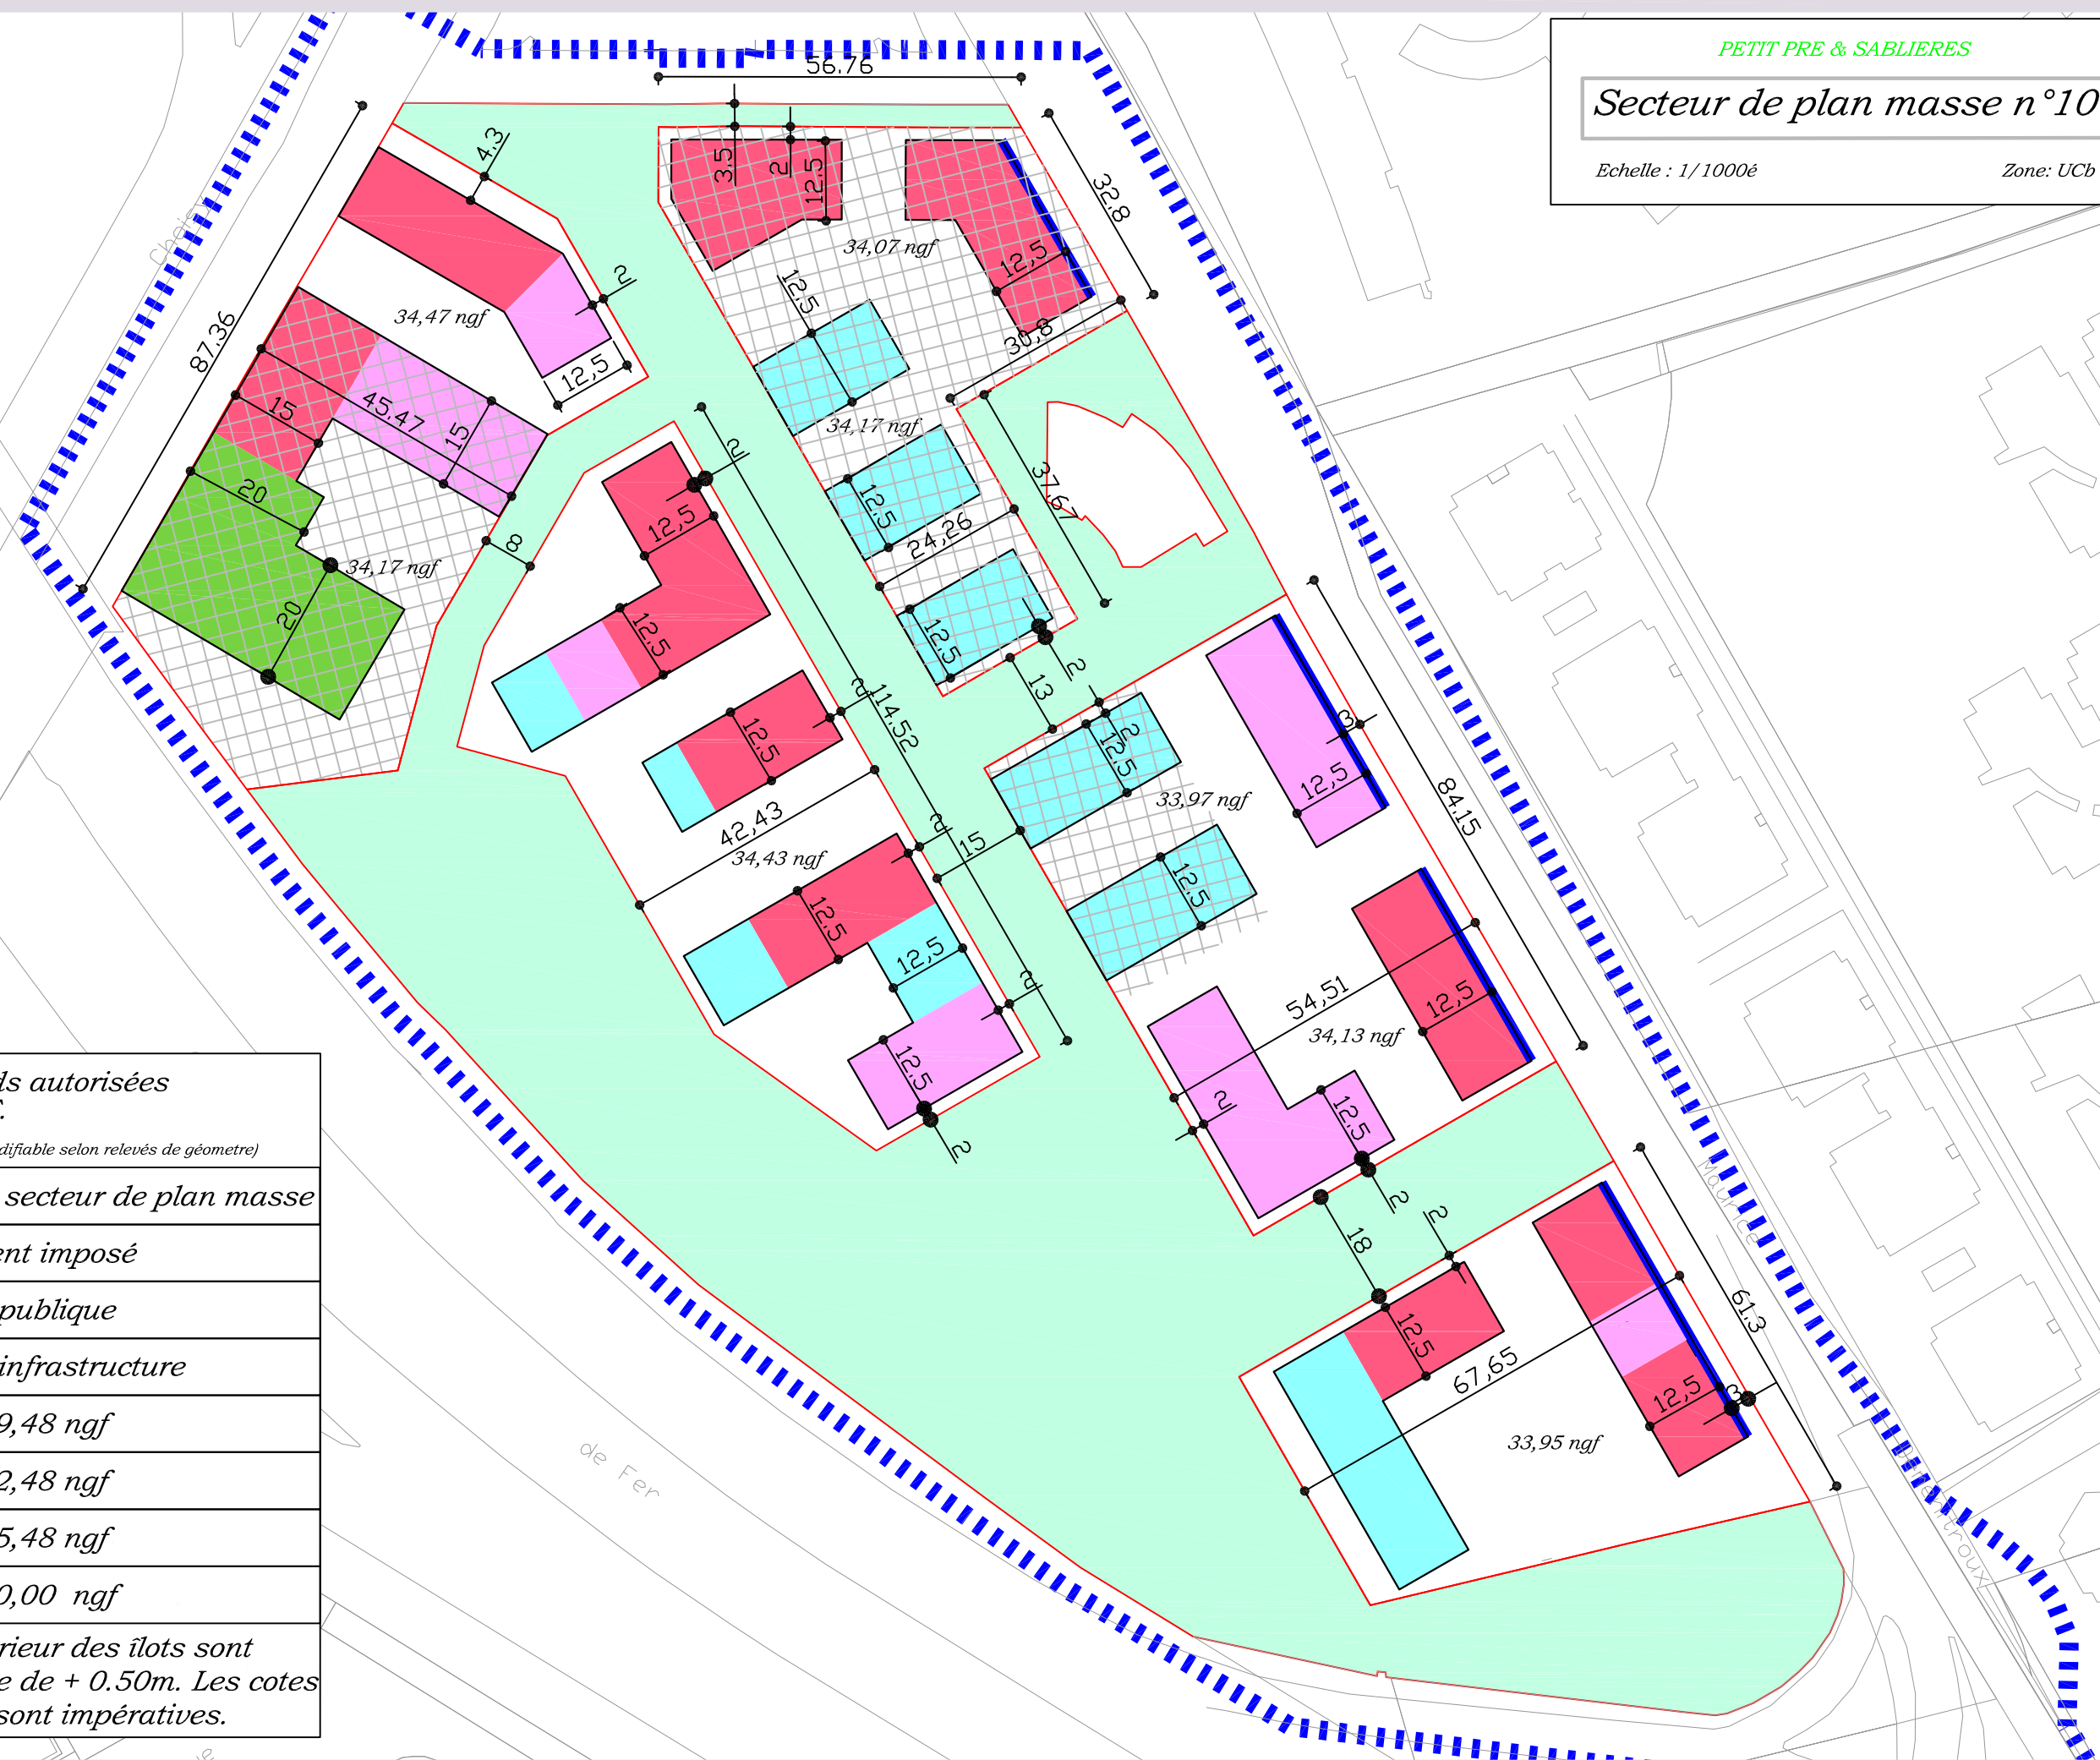 PETIT PRE & SABLIERES
Secteur de plan masse n°10
Echelle : 1/1000é
Zone: UCb
56.76
4,3
3.5
2
12.5
32.8
34,07 ngf
12,5
2
87,36
34,47 ngf
12,5
12,5
30,8
15
45.47
15
34,17 ngf
2
12,5
37,67
20
12,5
24,26
8
34,17 ngf
20
12.5
12.5
13
2
2
114.52
12.5
2
12.5
33,97 ngf
3
12,5
84.15
42,43
34,43 ngf
2
15
12.5
12.5
12,5
2
54,51
12,5
34,13 ngf
12.5
2
2
12.5
2
18
2
12.5
67,65
61.3
12,5
3
33,95 ngf
Choisy
de Fer
Maurice
ds autorisées
difiable selon relevés de géometre)
secteur de plan masse
ent imposé
publique
infrastructure
9,48 ngf
2,48 ngf
5,48 ngf
0,00 ngf
rieur des îlots sont
e de + 0.50m. Les cotes
sont impératives.